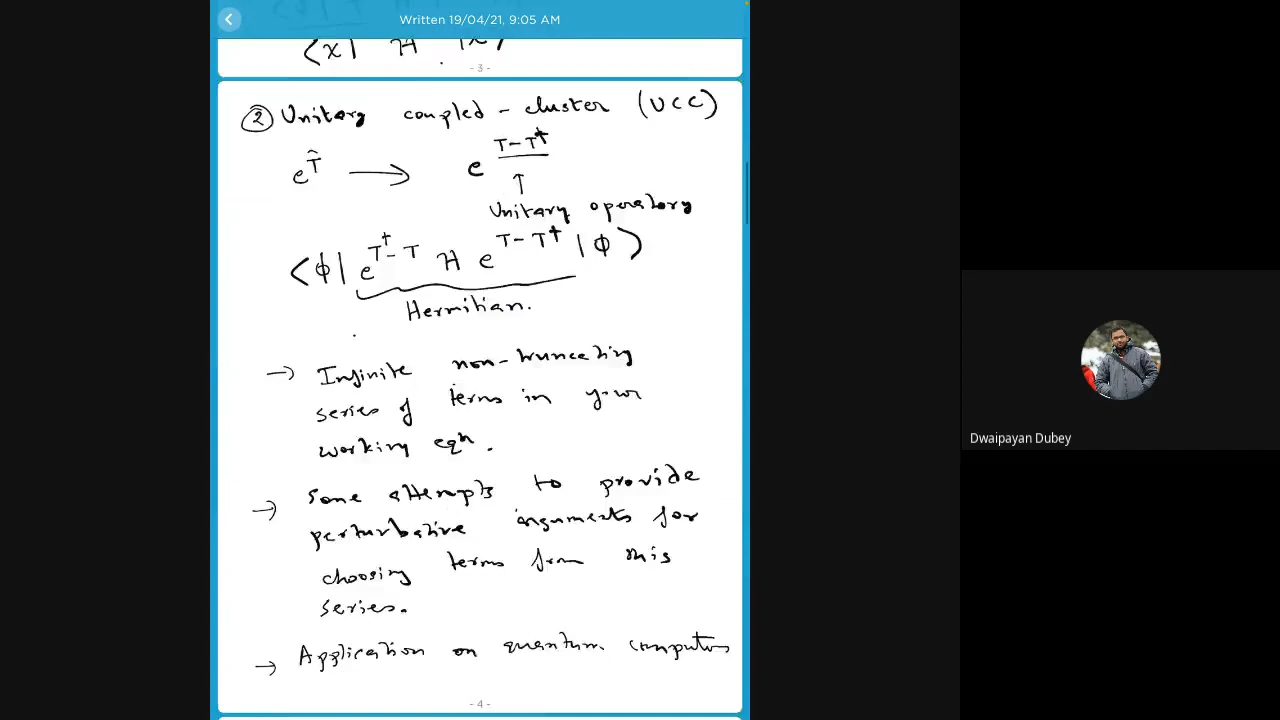 Written 19/04/21, 9:05 AM
⟨x| H |x⟩
- 3 -
② Unitary coupled - cluster (UCC)
e^T̂ ⟶ e^{T-T†}
↑
Unitary operatory
⟨ϕ| e^{T†-T} H e^{T-T†} |ϕ⟩
Hermitian.
→ Infinite non-truncating
series of terms in your
working eqn.
→ Some attempts to provide
perturbative arguments for
choosing terms from this
series.
→ Application on quantum computers
- 4 -
Dwaipayan Dubey